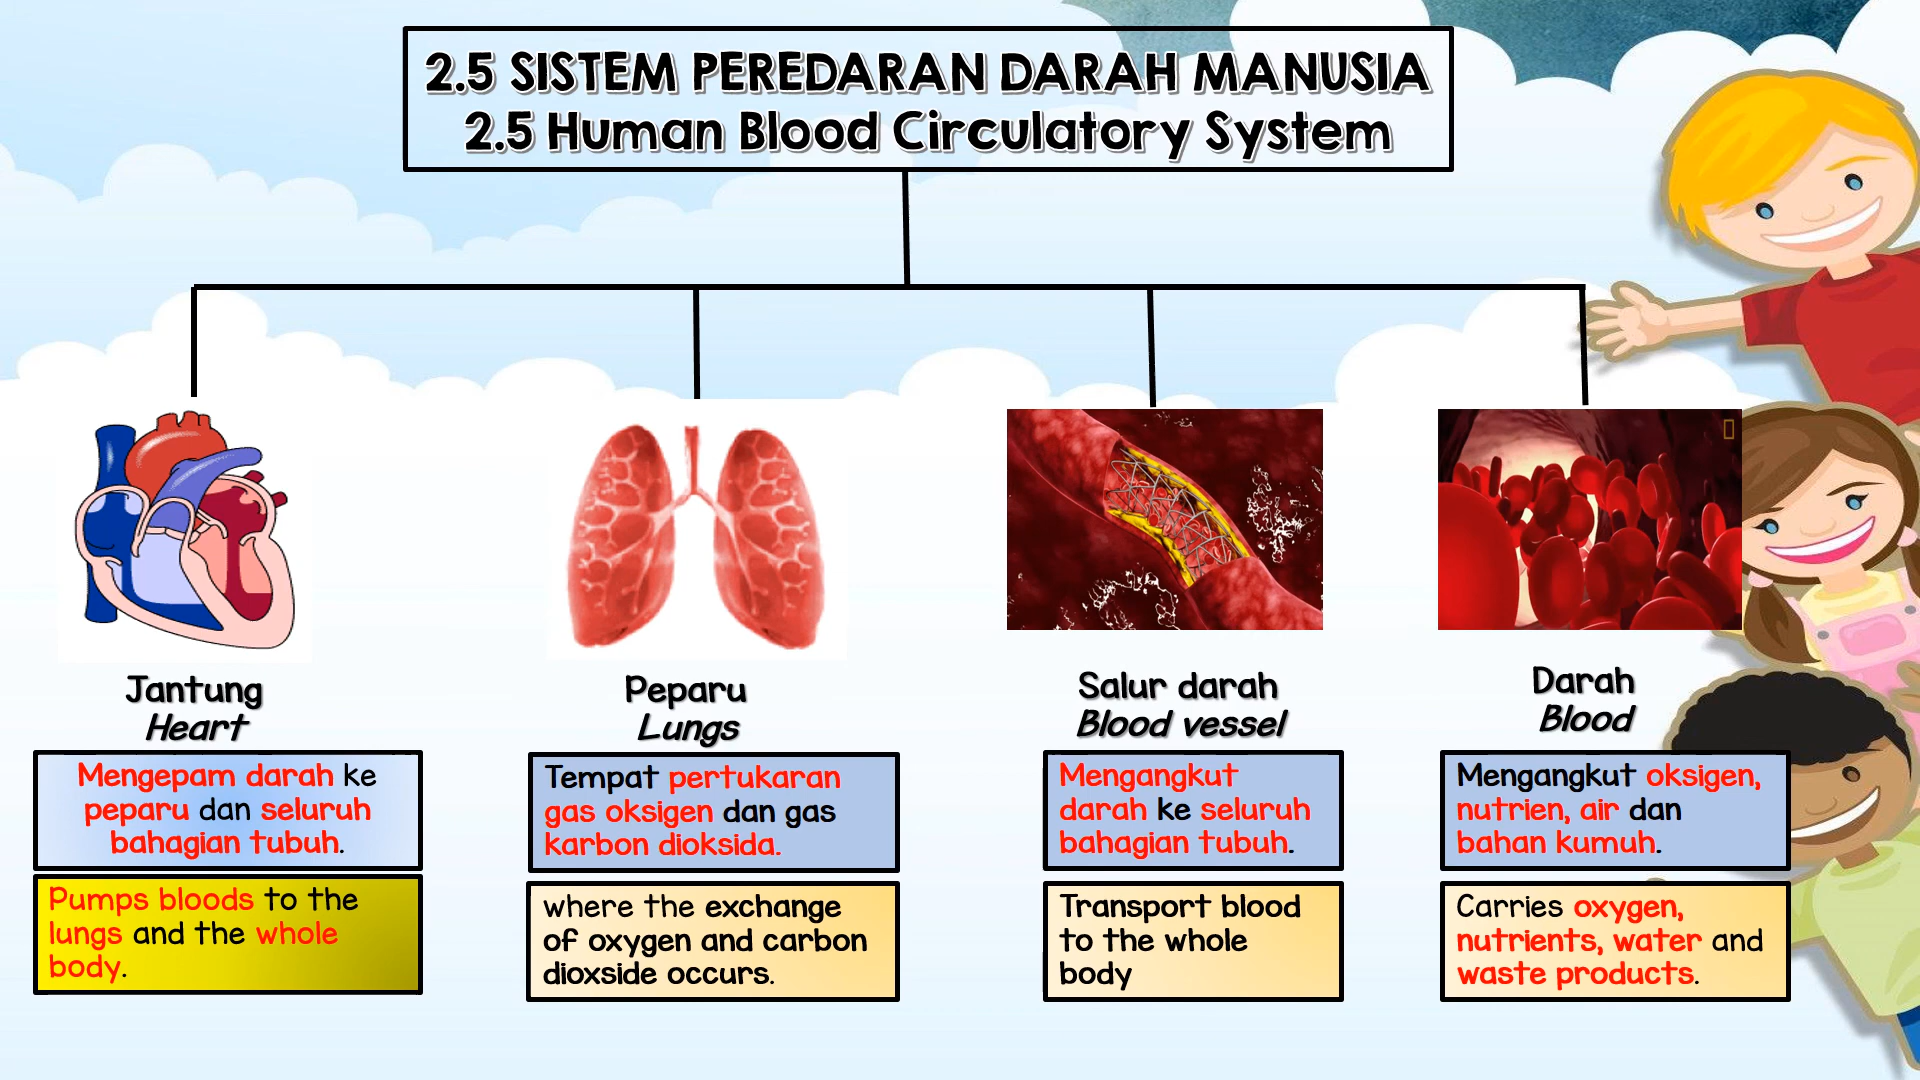 2.5 SISTEM PEREDARAN DARAH MANUSIA
2.5 Human Blood Circulatory System
Jantung
Heart
Mengepam darah ke
peparu dan seluruh
bahagian tubuh.
Pumps bloods to the
lungs and the whole
body.
Peparu
Lungs
Tempat pertukaran
gas oksigen dan gas
karbon dioksida.
where the exchange
of oxygen and carbon
dioxside occurs.
Salur darah
Blood vessel
Mengangkut
darah ke seluruh
bahagian tubuh.
Transport blood
to the whole
body
Darah
Blood
Mengangkut oksigen,
nutrien, air dan
bahan kumuh.
Carries oxygen,
nutrients, water and
waste products.